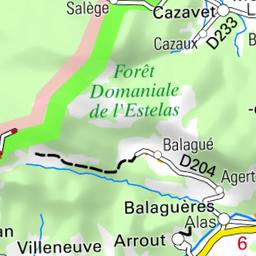 Salège
Cazavet
D233
Cazaux
Forêt
Domaniale
de l'Estelas
Balagué
D204
Agert
Balaguères
Alas
Villeneuve
Arrout
6